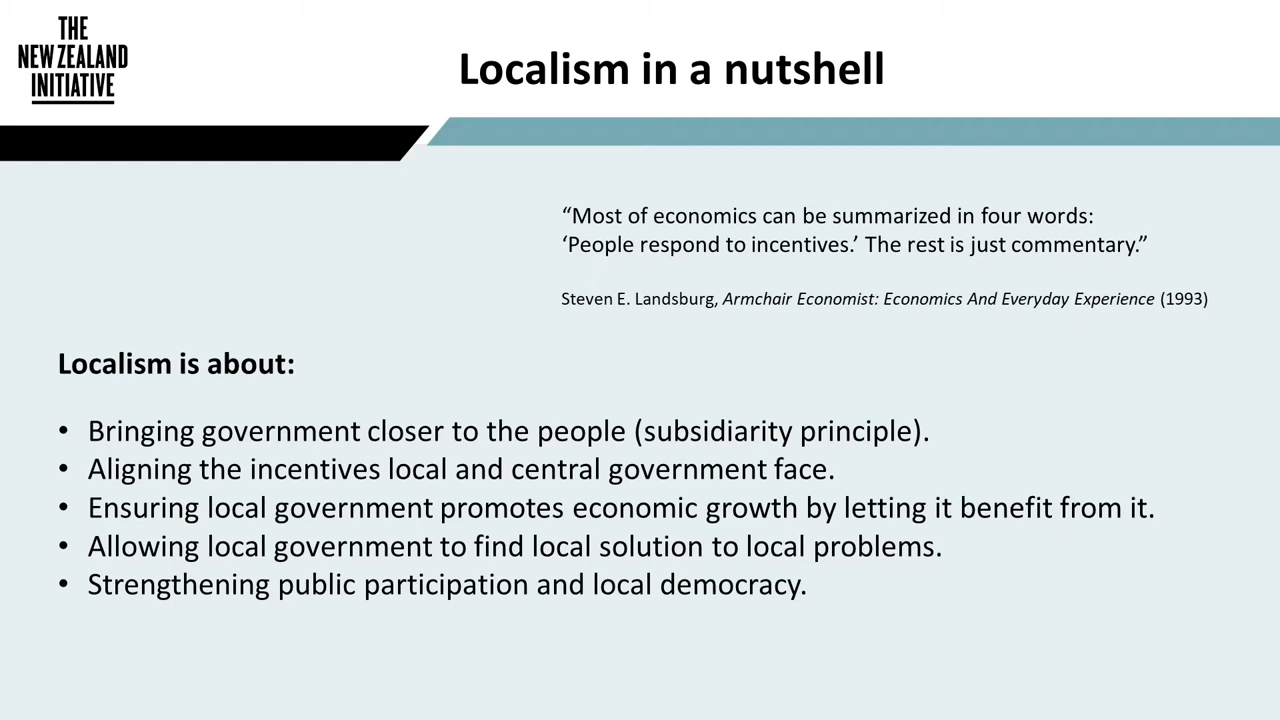 THE
NEW ZEALAND
INITIATIVE
Localism in a nutshell
“Most of economics can be summarized in four words:
‘People respond to incentives.’ The rest is just commentary.”
Steven E. Landsburg, Armchair Economist: Economics And Everyday Experience (1993)
Localism is about:
• Bringing government closer to the people (subsidiarity principle).
• Aligning the incentives local and central government face.
• Ensuring local government promotes economic growth by letting it benefit from it.
• Allowing local government to find local solution to local problems.
• Strengthening public participation and local democracy.